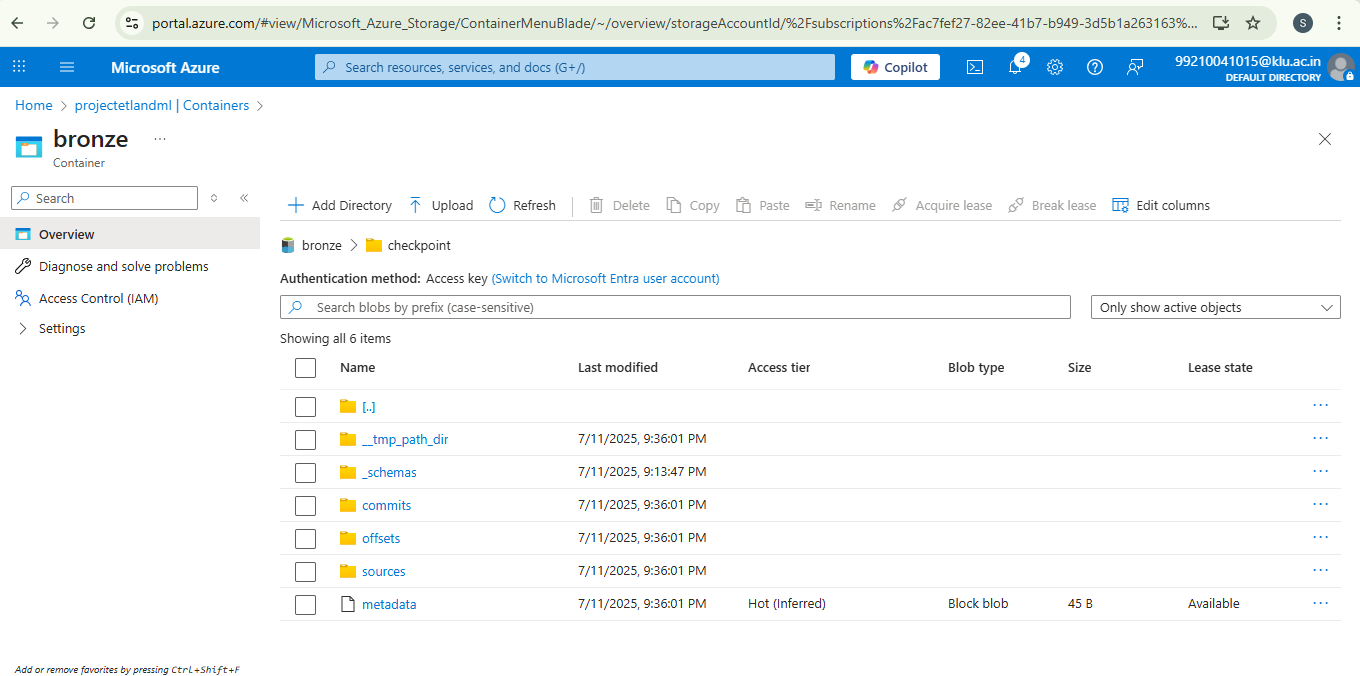 portal.azure.com/#view/Microsoft_Azure_Storage/ContainerMenuBlade/~/overview/storageAccountId/%2Fsubscriptions%2Fac7fef27-82ee-41b7-b949-3d5b1a263163%... S
Microsoft Azure Search resources, services, and docs (G+/) Copilot 4 99210041015@klu.ac.in
DEFAULT DIRECTORY
Home > projectetlandml | Containers >
bronze ...
Container
Search
Overview
Diagnose and solve problems
Access Control (IAM)
Settings
Add Directory Upload Refresh Delete Copy Paste Rename Acquire lease Break lease Edit columns
bronze > checkpoint
Authentication method: Access key (Switch to Microsoft Entra user account)
Search blobs by prefix (case-sensitive) Only show active objects
Showing all 6 items
Name Last modified Access tier Blob type Size Lease state
[..] ...
__tmp_path_dir 7/11/2025, 9:36:01 PM ...
_schemas 7/11/2025, 9:13:47 PM ...
commits 7/11/2025, 9:36:01 PM ...
offsets 7/11/2025, 9:36:01 PM ...
sources 7/11/2025, 9:36:01 PM ...
metadata 7/11/2025, 9:36:01 PM Hot (Inferred) Block blob 45 B Available ...
Add or remove favorites by pressing Ctrl+Shift+F